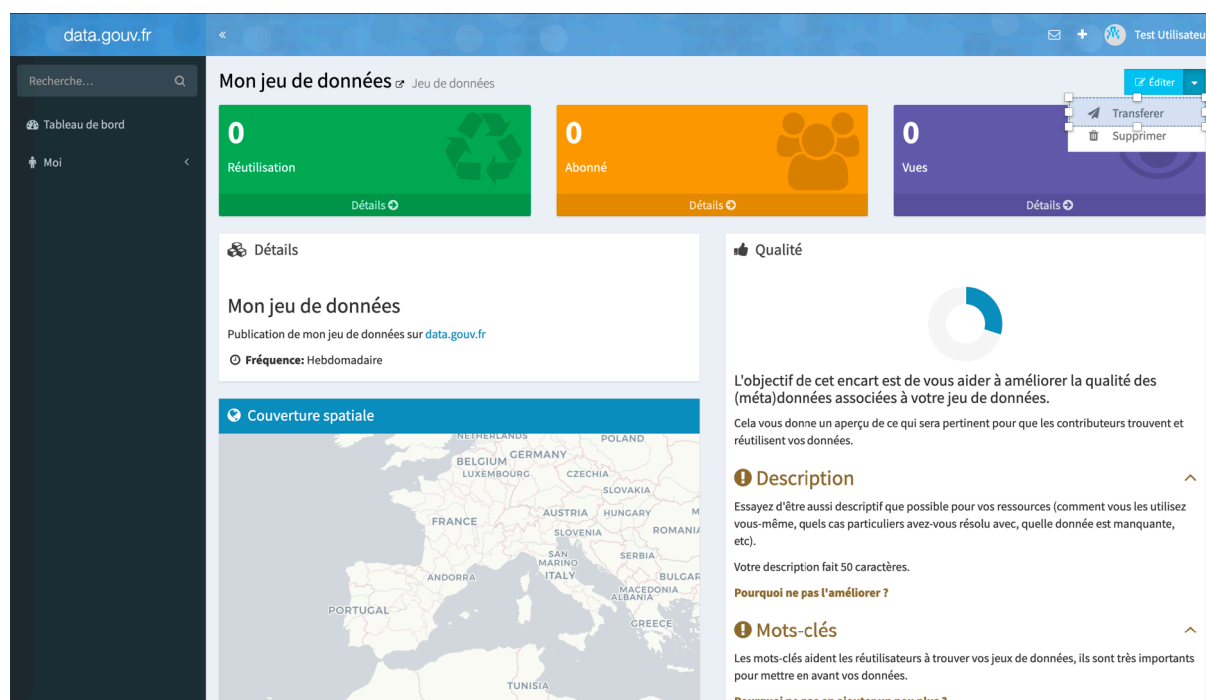 data.gouv.fr
«
Test Utilisateu
Recherche...
Tableau de bord
Moi
Mon jeu de données Jeu de données
Éditer
Transferer
Supprimer
0
Réutilisation
Détails
0
Abonné
Détails
0
Vues
Détails
Détails
Mon jeu de données
Publication de mon jeu de données sur data.gouv.fr
Fréquence: Hebdomadaire
Couverture spatiale
NETHERLANDS
POLAND
BELGIUM
GERMANY
LUXEMBOURG
CZECHIA
SLOVAKIA
AUSTRIA
HUNGARY
M
FRANCE
SLOVENIA
ROMANIA
SAN
MARINO
SERBIA
ANDORRA
ITALY
BULGAR
MACEDONIA
ALBANIA
PORTUGAL
GREECE
TUNISIA
Qualité
L'objectif de cet encart est de vous aider à améliorer la qualité des
(méta)données associées à votre jeu de données.
Cela vous donne un aperçu de ce qui sera pertinent pour que les contributeurs trouvent et
réutilisent vos données.
Description
Essayez d'être aussi descriptif que possible pour vos ressources (comment vous les utilisez
vous-même, quels cas particuliers avez-vous résolu avec, quelle donnée est manquante,
etc).
Votre description fait 50 caractères.
Pourquoi ne pas l'améliorer ?
Mots-clés
Les mots-clés aident les réutilisateurs à trouver vos jeux de données, ils sont très importants
pour mettre en avant vos données.
Pourquoi ne pas en ajouter un peu plus ?